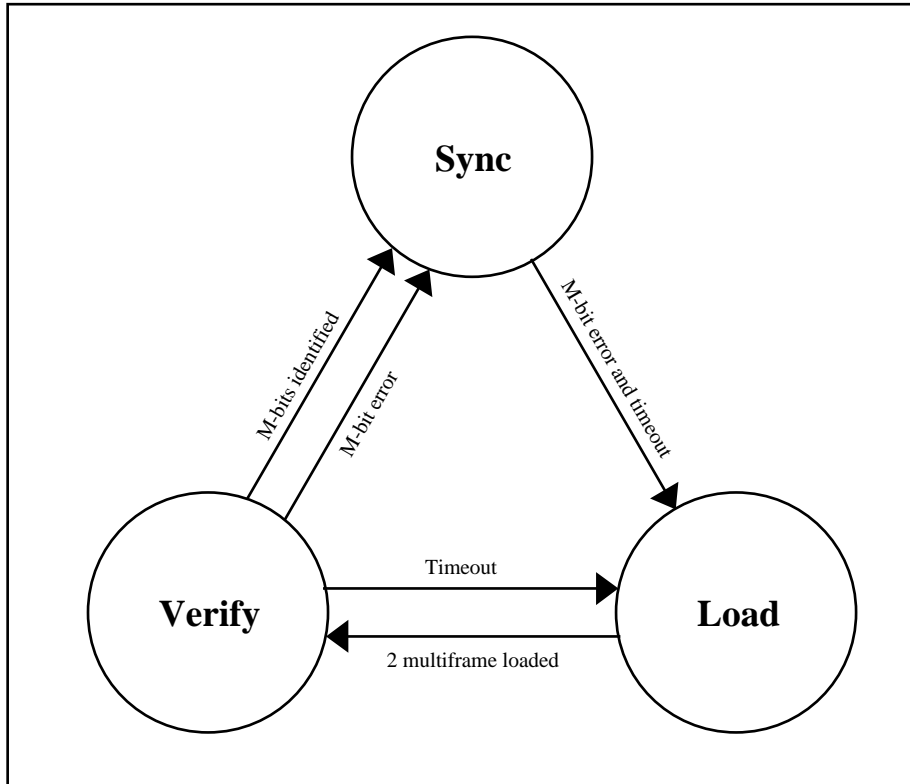 Sync
M-bits identified
M-bit error
M-bit error and timeout
Timeout
Verify
Load
2 multiframe loaded